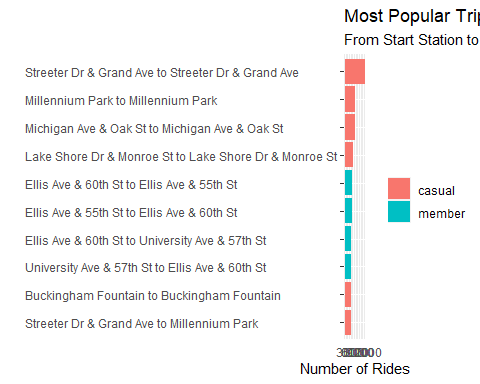 Most Popular Trip
From Start Station to
Streeter Dr & Grand Ave to Streeter Dr & Grand Ave
Millennium Park to Millennium Park
Michigan Ave & Oak St to Michigan Ave & Oak St
Lake Shore Dr & Monroe St to Lake Shore Dr & Monroe St
Ellis Ave & 60th St to Ellis Ave & 55th St
Ellis Ave & 55th St to Ellis Ave & 60th St
Ellis Ave & 60th St to University Ave & 57th St
University Ave & 57th St to Ellis Ave & 60th St
Buckingham Fountain to Buckingham Fountain
Streeter Dr & Grand Ave to Millennium Park
casual
member
Number of Rides